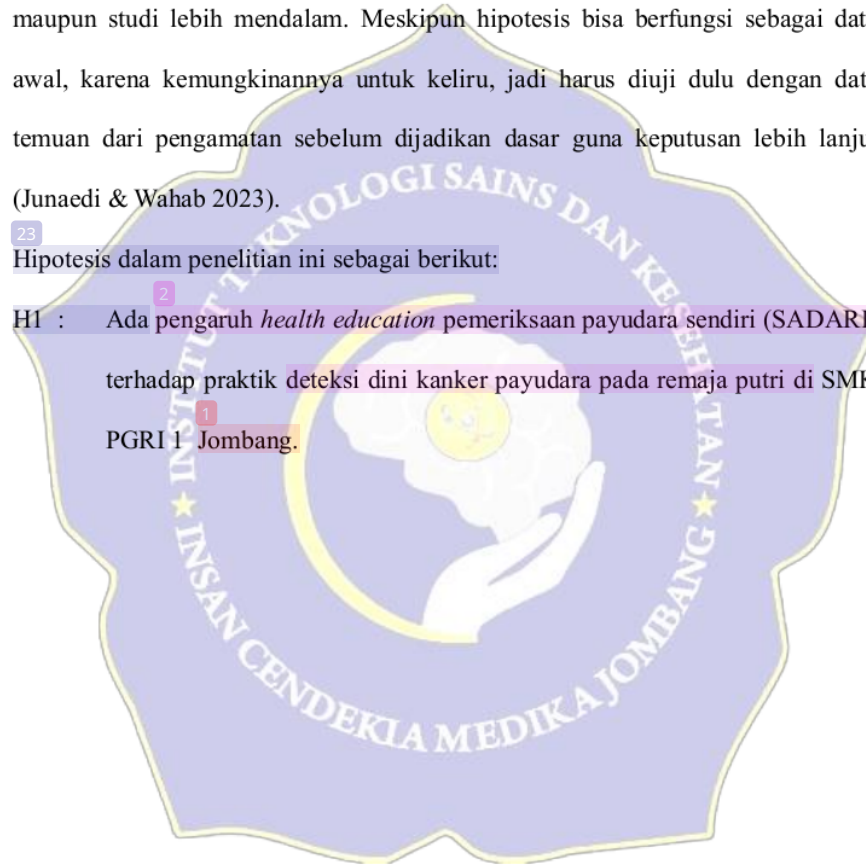 maupun studi lebih mendalam. Meskipun hipotesis bisa berfungsi sebagai dat
awal, karena kemungkinannya untuk keliru, jadi harus diuji dulu dengan dat
temuan dari pengamatan sebelum dijadikan dasar guna keputusan lebih lanju
(Junaedi & Wahab 2023).
23
Hipotesis dalam penelitian ini sebagai berikut:
2
H1 : Ada pengaruh health education pemeriksaan payudara sendiri (SADARI
terhadap praktik deteksi dini kanker payudara pada remaja putri di SMK
1
PGRI 1 Jombang.
INSTITUT TEKNOLOGI SAINS DAN KESEHATAN
INSAN CENDEKIA MEDIKA JOMBANG